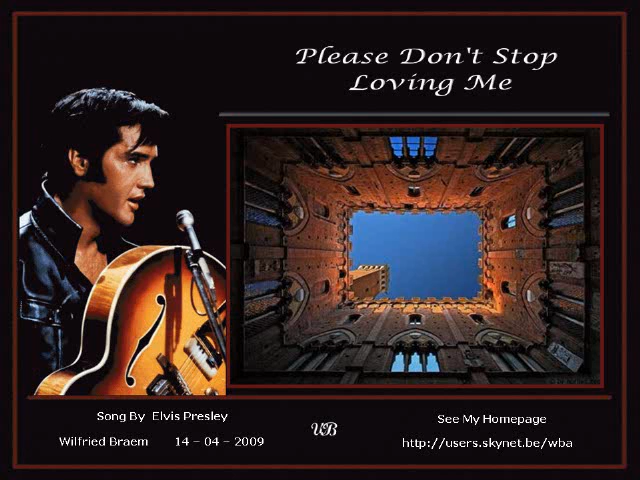 Please Don't Stop
Loving Me
Song By Elvis Presley
Wilfried Braem 14 - 04 - 2009
WB
See My Homepage
http://users.skynet.be/wba